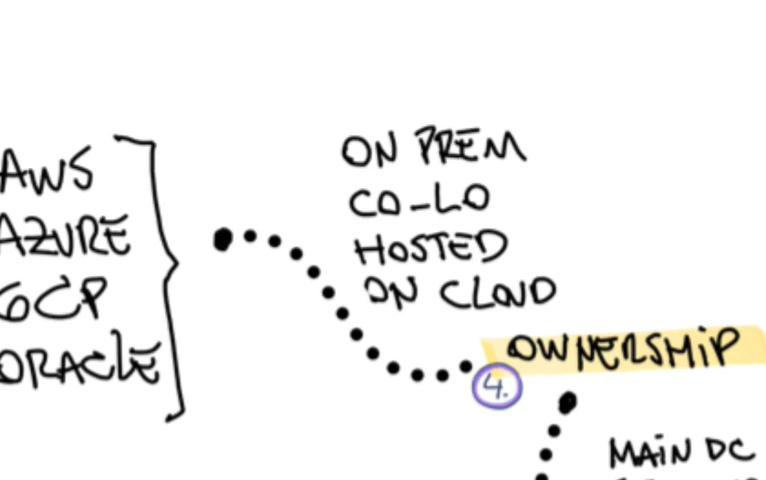 AWS
AZURE
GCP
ORACLE
ON PREM
CO-LO
HOSTED
ON CLOUD
OWNERSHIP
4.
MAIN DC